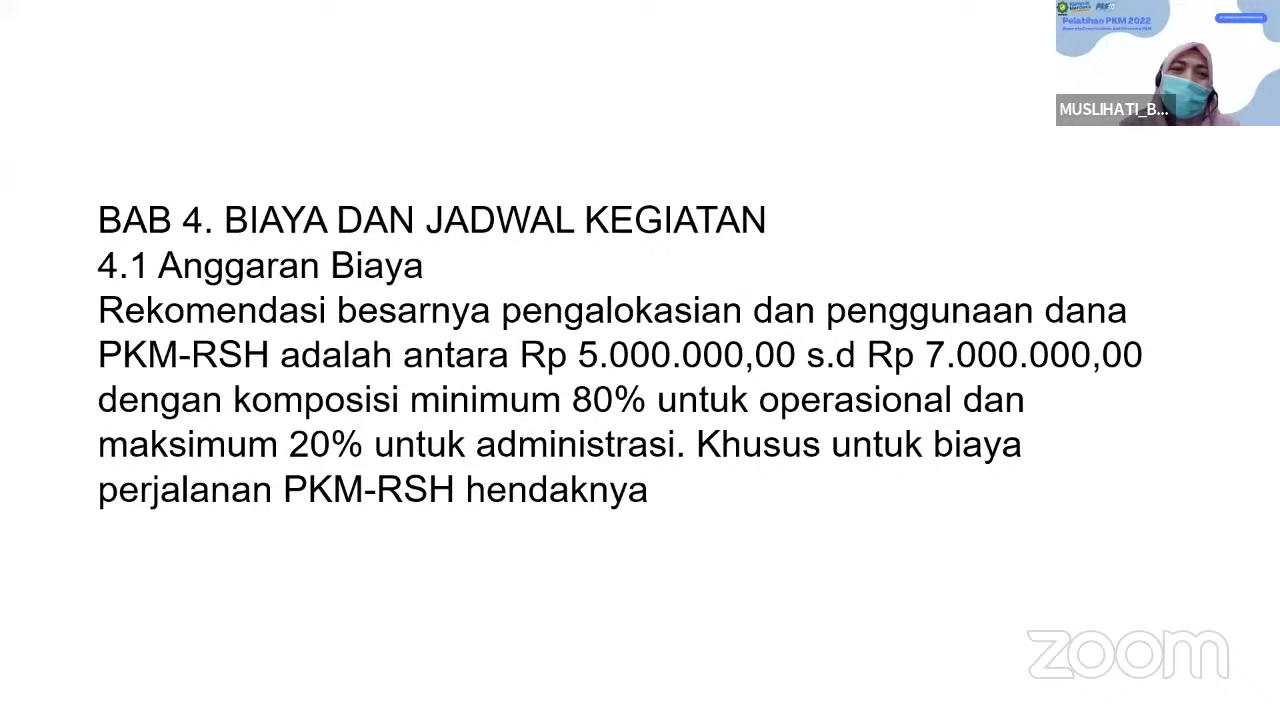 Pelatihan PKM 2022
MUSLIHATI_B...
BAB 4. BIAYA DAN JADWAL KEGIATAN
4.1 Anggaran Biaya
Rekomendasi besarnya pengalokasian dan penggunaan dana
PKM-RSH adalah antara Rp 5.000.000,00 s.d Rp 7.000.000,00
dengan komposisi minimum 80% untuk operasional dan
maksimum 20% untuk administrasi. Khusus untuk biaya
perjalanan PKM-RSH hendaknya
zoom